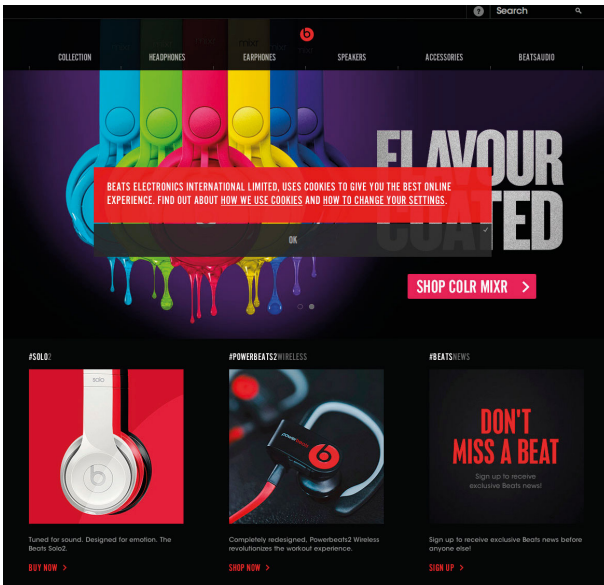 ? Search
COLLECTION HEADPHONES EARPHONES SPEAKERS ACCESSORIES BEATSAUDIO
FLAVOUR
COATED
BEATS ELECTRONICS INTERNATIONAL LIMITED, USES COOKIES TO GIVE YOU THE BEST ONLINE
EXPERIENCE. FIND OUT ABOUT HOW WE USE COOKIES AND HOW TO CHANGE YOUR SETTINGS.
OK
SHOP COLR MIXR >
#SOLO2
solo
Tuned for sound. Designed for emotion. The
Beats Solo2.
BUY NOW >
#POWERBEATS2WIRELESS
powerbeats
Completely redesigned, Powerbeats2 Wireless
revolutionizes the workout experience.
SHOP NOW >
#BEATSNEWS
DON'T
MISS A BEAT
Sign up to receive
exclusive Beats news!
Sign up to receive exclusive Beats news before
anyone else!
SIGN UP >